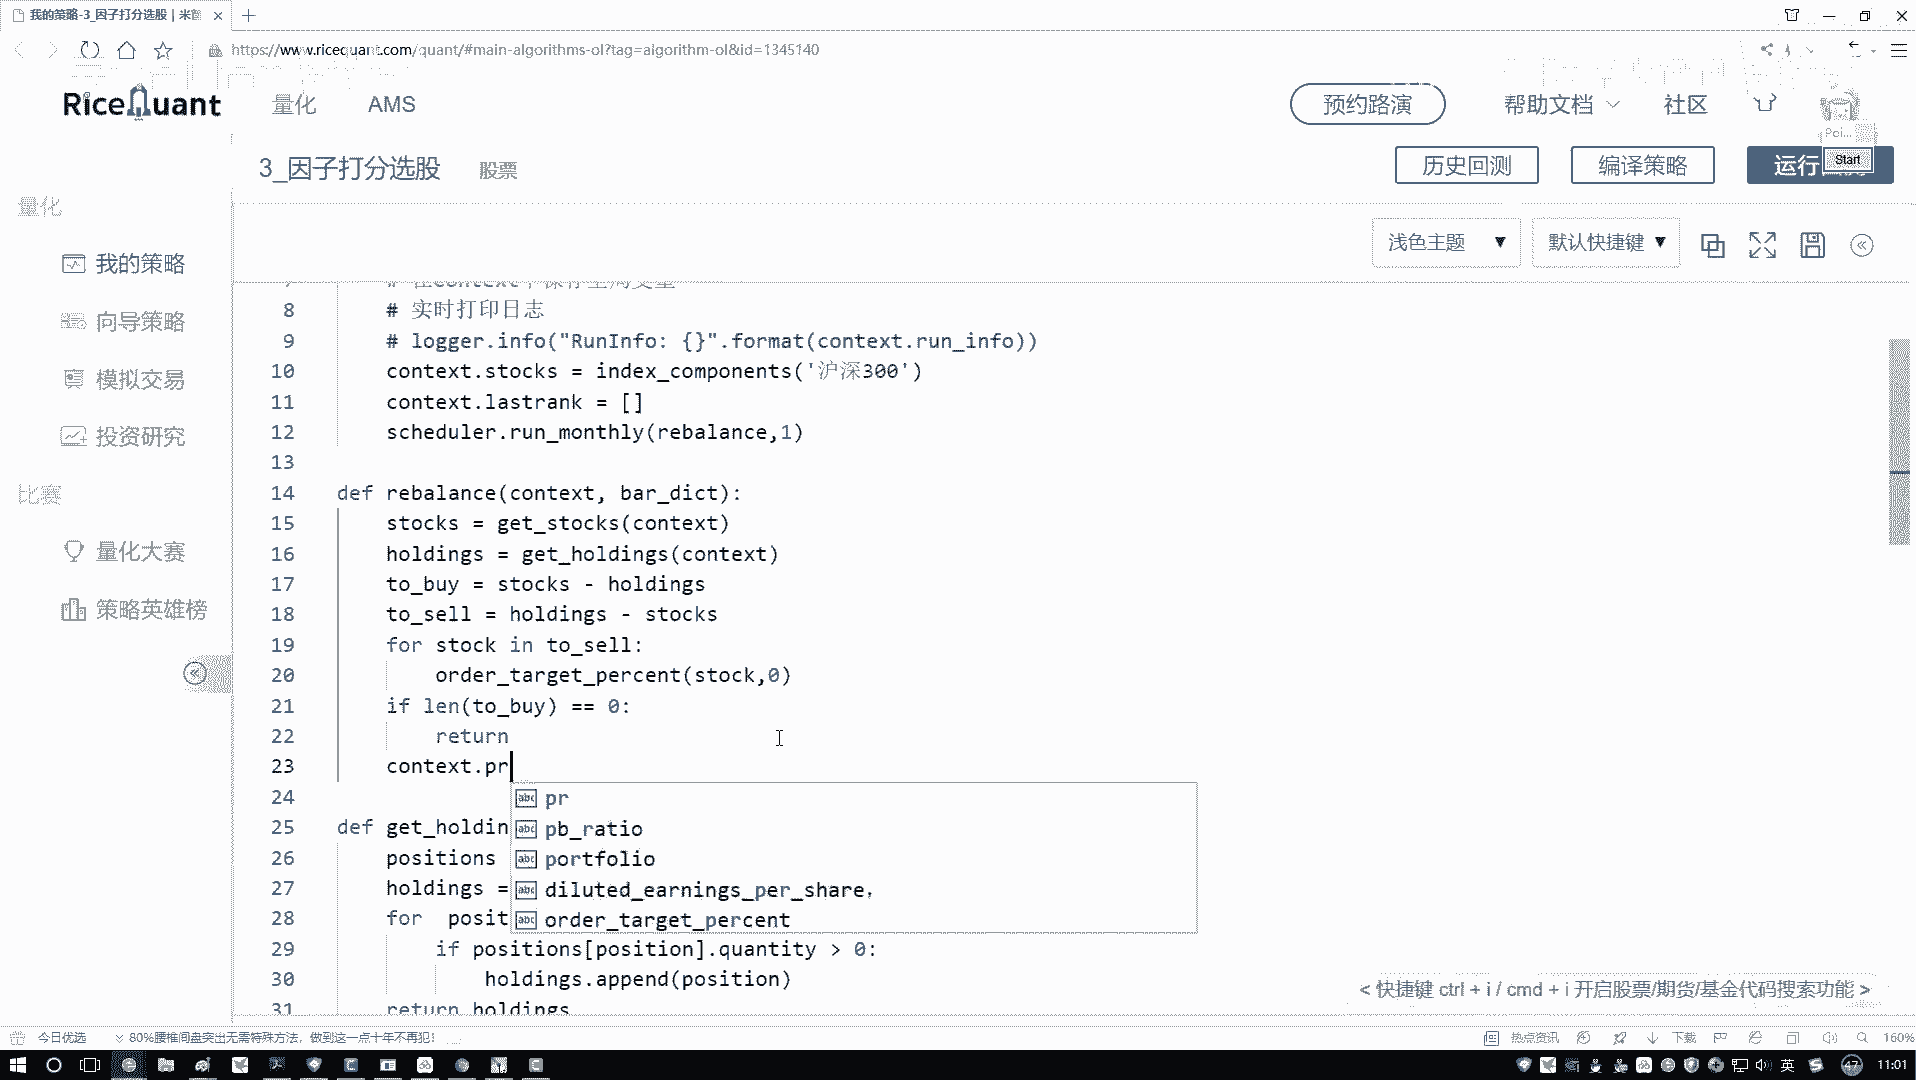 我的策略-3_因子打分选股 | 米
https://www.ricequant.com/quant/#main-algorithms-ol?tag=algorithm-ol&id=1345140
RiceQuant
量化
AMS
预约路演
帮助文档
社区
Poi...
3_因子打分选股
股票
历史回测
编译策略
运行
Start
量化
我的策略
向导策略
模拟交易
投资研究
比赛
量化大赛
策略英雄榜
浅色主题
默认快捷键
8 # 实时打印日志
9 # logger.info("RunInfo: {}".format(context.run_info))
10 context.stocks = index_components('沪深300')
11 context.lastrank = []
12 scheduler.run_monthly(rebalance,1)
13
14 def rebalance(context, bar_dict):
15 stocks = get_stocks(context)
16 holdings = get_holdings(context)
17 to_buy = stocks - holdings
18 to_sell = holdings - stocks
19 for stock in to_sell:
20 order_target_percent(stock,0)
21 if len(to_buy) == 0:
22 return
23 context.pr
24
25 def get_holdin
26 positions
27 holdings =
28 for posit
29 if positions[position].quantity > 0:
30 holdings.append(position)
31 return holdings
pr
pb_ratio
portfolio
diluted_earnings_per_share,
order_target_percent
< 快捷键 ctrl + i / cmd + i 开启股票/期货/基金代码搜索功能 >
今日优选
80%腰椎间盘突出无需特殊方法，做到这一点十年不再犯！
热点资讯
下载
160%
英
47
11:01